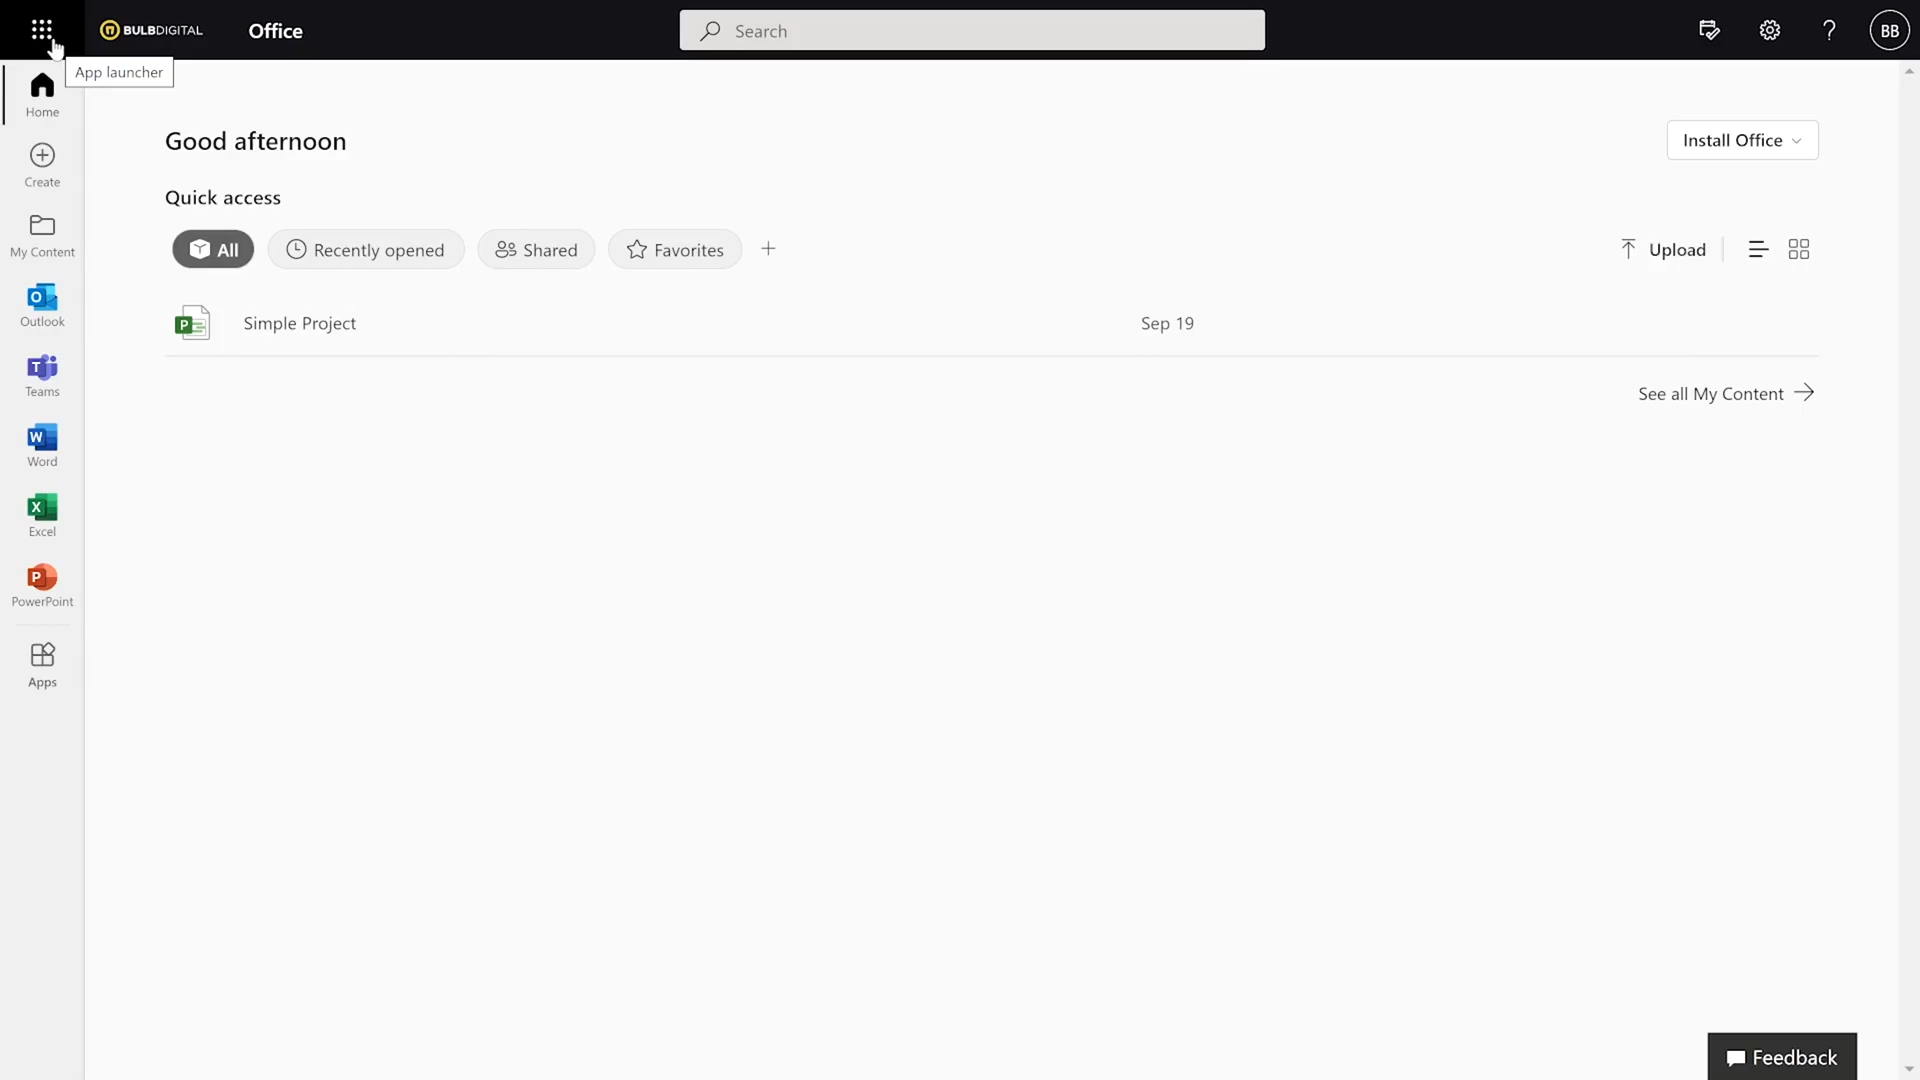 BULBDIGITAL
Office
Search
BB
App launcher
Home
Create
My Content
Outlook
Teams
Word
Excel
PowerPoint
Apps
Good afternoon
Install Office
Quick access
All
Recently opened
Shared
Favorites
Upload
Simple Project
Sep 19
See all My Content
Feedback